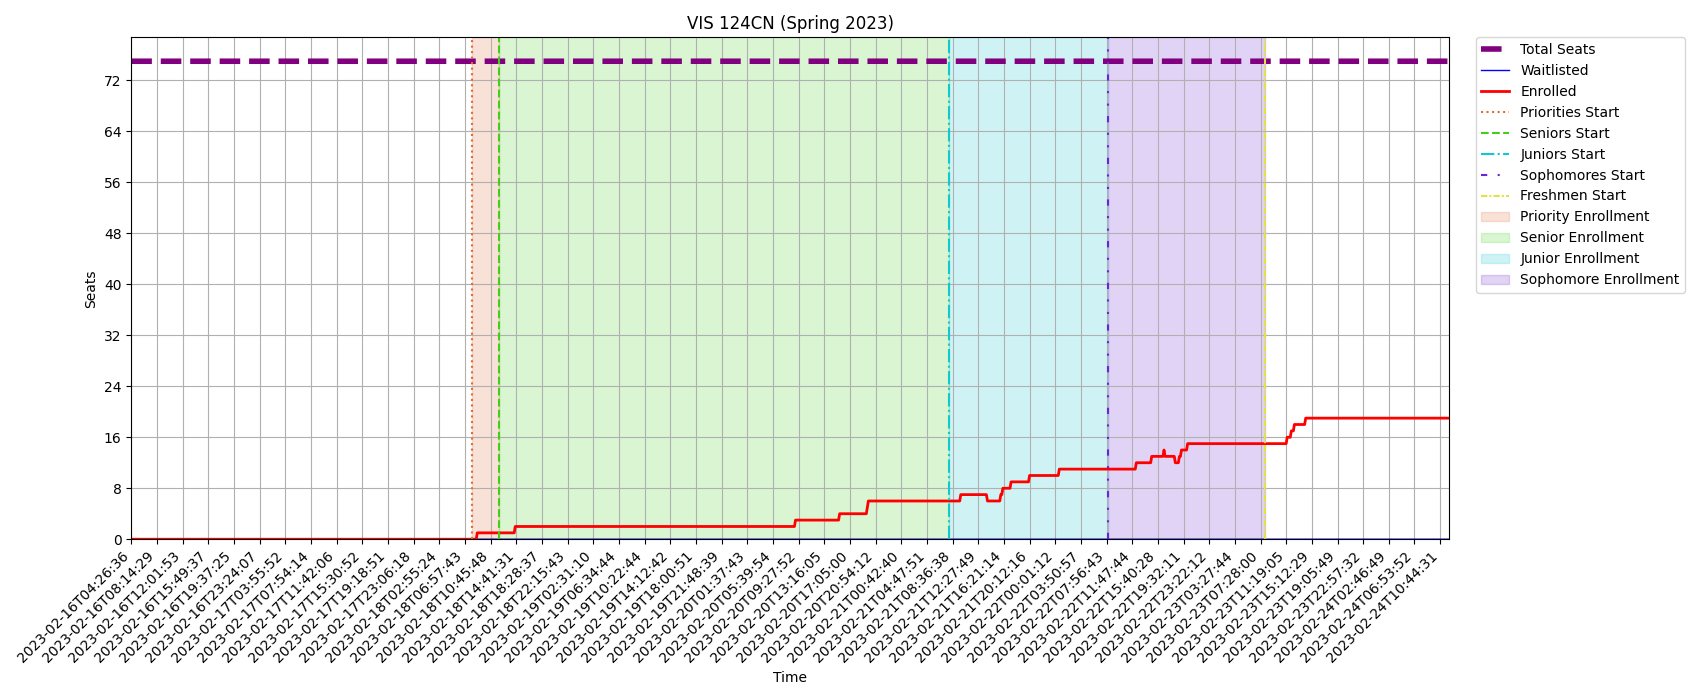 VIS 124CN (Spring 2023)
Total Seats
Waitlisted
Enrolled
Priorities Start
Seniors Start
Juniors Start
Sophomores Start
Freshmen Start
Priority Enrollment
Senior Enrollment
Junior Enrollment
Sophomore Enrollment
Seats
72
64
56
48
40
32
24
16
8
0
2023-02-16T04:26:36
2023-02-16T08:14:29
2023-02-16T12:01:53
2023-02-16T15:49:37
2023-02-16T19:37:25
2023-02-16T23:24:07
2023-02-17T03:55:52
2023-02-17T07:54:14
2023-02-17T11:42:06
2023-02-17T15:30:52
2023-02-17T19:18:51
2023-02-17T23:06:18
2023-02-18T02:55:24
2023-02-18T06:57:43
2023-02-18T10:45:48
2023-02-18T14:41:31
2023-02-18T18:28:37
2023-02-18T22:15:43
2023-02-19T02:31:10
2023-02-19T06:34:44
2023-02-19T10:22:44
2023-02-19T14:12:42
2023-02-19T18:00:51
2023-02-19T21:48:39
2023-02-20T01:37:43
2023-02-20T05:39:54
2023-02-20T09:27:52
2023-02-20T13:16:05
2023-02-20T17:05:00
2023-02-20T20:54:12
2023-02-21T00:42:40
2023-02-21T04:47:51
2023-02-21T08:36:38
2023-02-21T12:27:49
2023-02-21T16:21:14
2023-02-21T20:12:16
2023-02-22T00:01:12
2023-02-22T03:50:57
2023-02-22T07:56:43
2023-02-22T11:47:44
2023-02-22T15:40:28
2023-02-22T19:32:11
2023-02-22T23:22:12
2023-02-23T03:27:44
2023-02-23T07:28:00
2023-02-23T11:19:05
2023-02-23T15:12:29
2023-02-23T19:05:49
2023-02-23T22:57:32
2023-02-24T02:46:49
2023-02-24T06:53:52
2023-02-24T10:44:31
Time